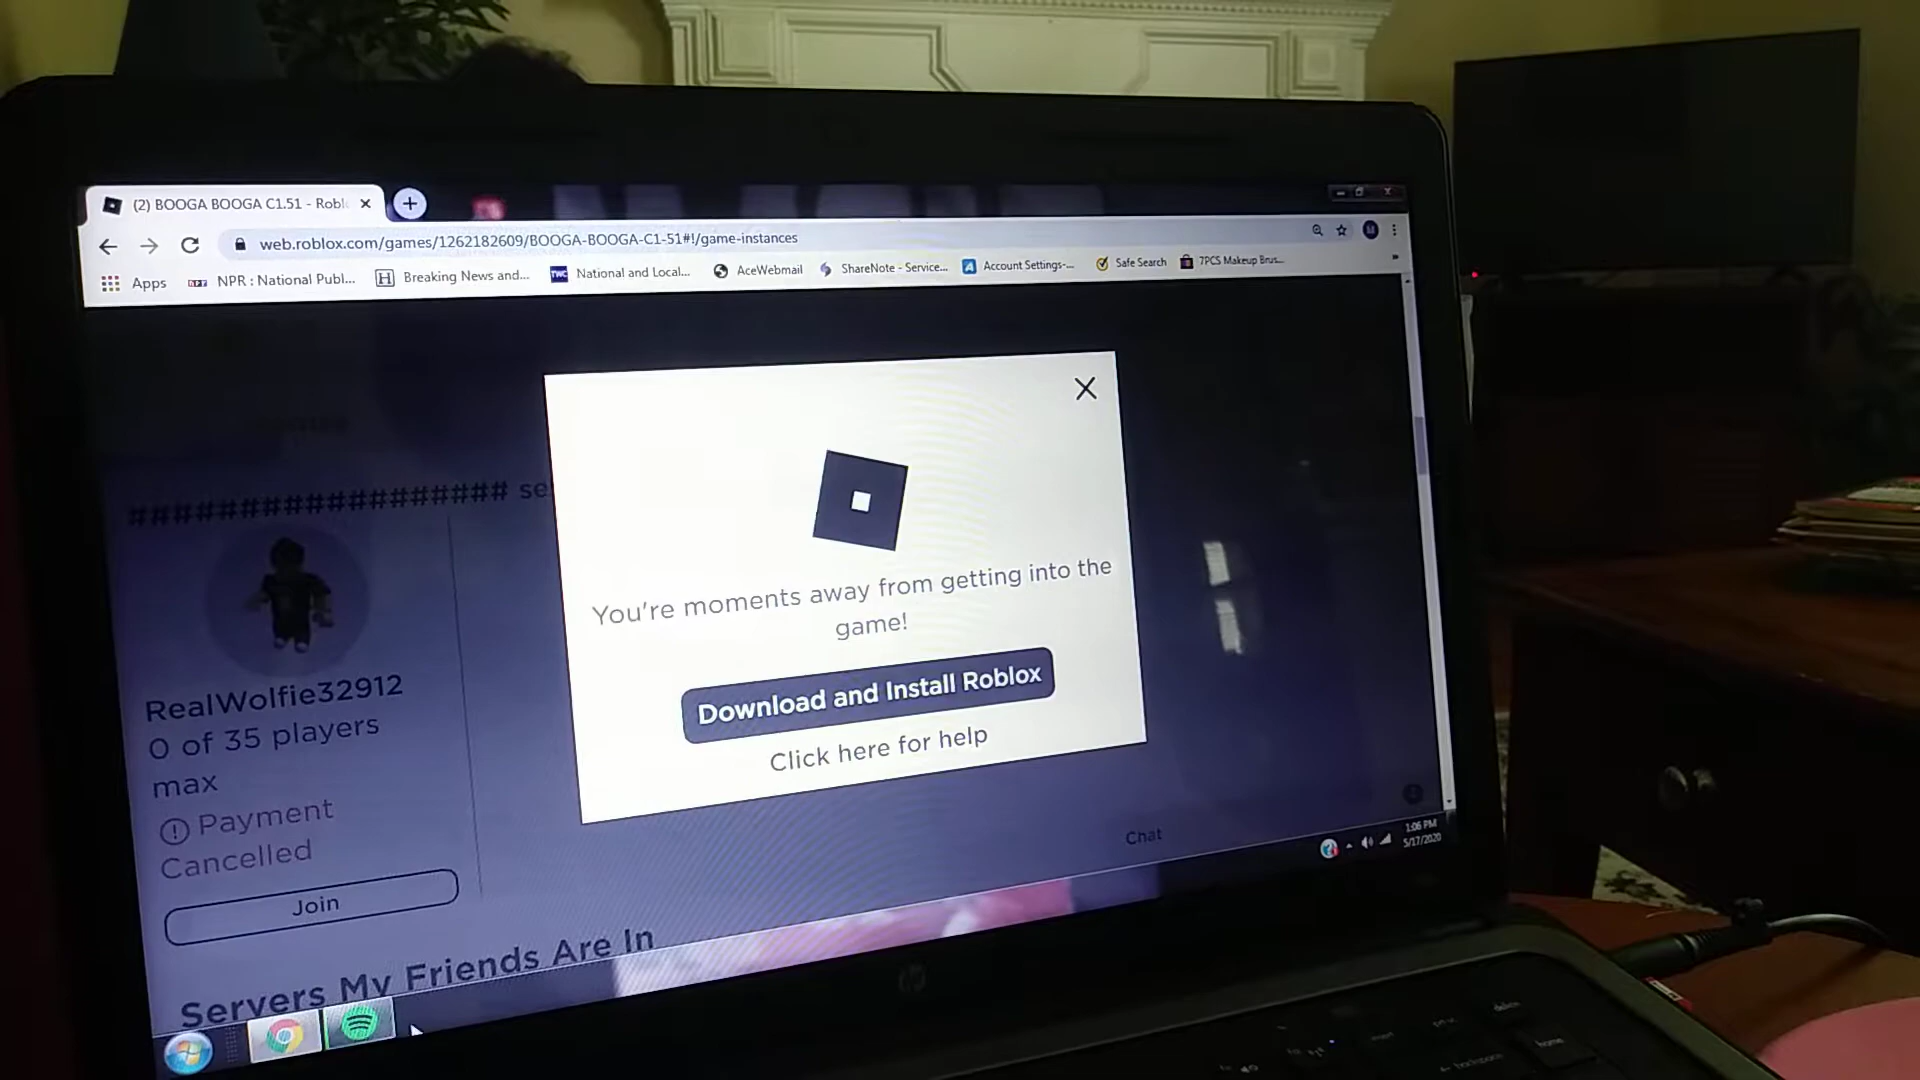 (2) BOOGA BOOGA C1.51 - Robl
web.roblox.com/games/1262182609/BOOGA-BOOGA-C1-51#!/game-instances
Apps NPR : National Publ... Breaking News and... National and Local... AceWebmail ShareNote - Service... Account Settings-... Safe Search 7PCS Makeup Brus...
################## se
You're moments away from getting into the
game!
Download and Install Roblox
Click here for help
RealWolfie32912
0 of 35 players
max
Payment
Cancelled
Join
Servers My Friends Are In
Chat
1:06 PM
5/17/2020
hp
home
backspace